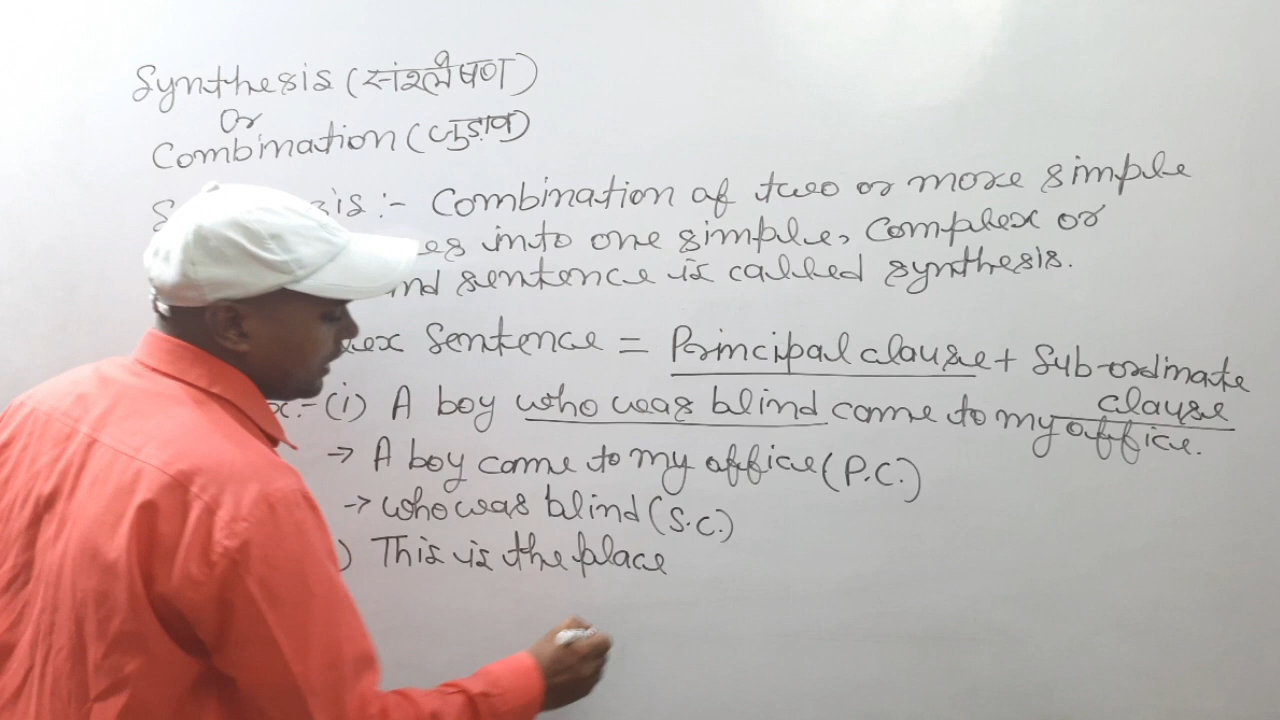 Synthesis (संश्लेषण)
Or
Combination (जुड़ाव)
S sis :- Combination of two or more simple
es into one simple, Complex or
nd sentence is called synthesis.
lex Sentence = Principal clause + Sub-ordinate
clause
x:- (i) A boy who was blind came to my office.
→ A boy came to my office (P.C.)
→ who was blind (S.C.)
) This is the place